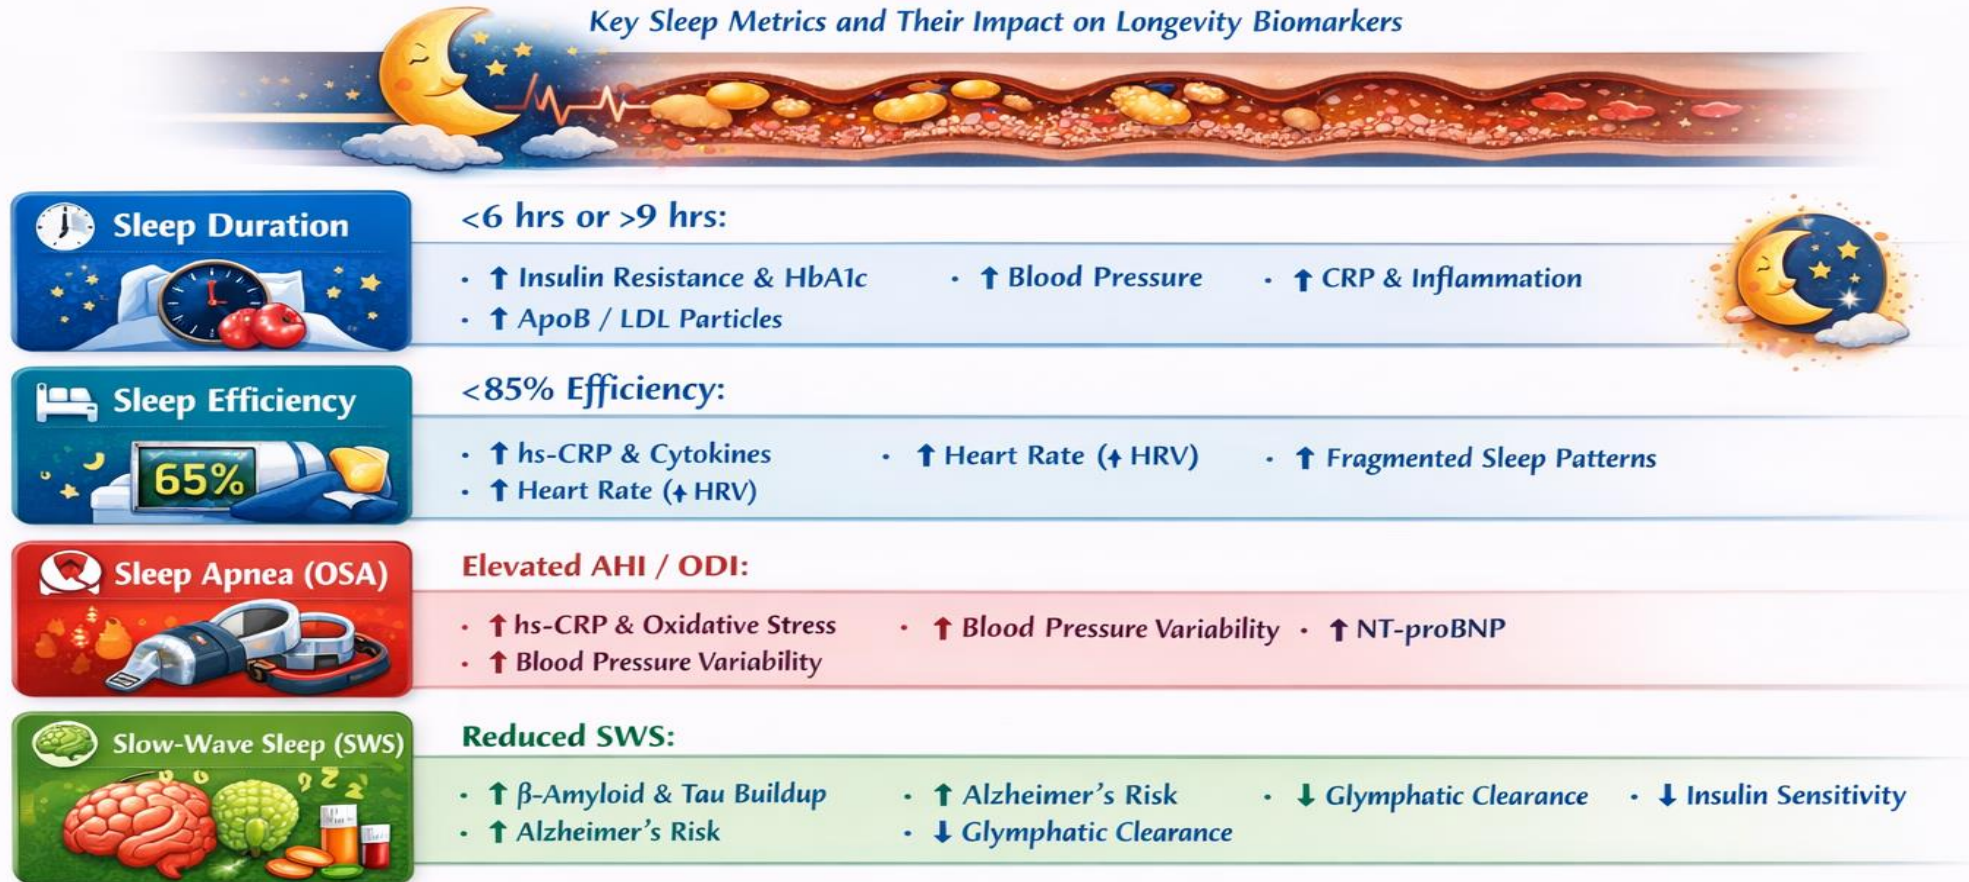 Key Sleep Metrics and Their Impact on Longevity Biomarkers
Sleep Duration
<6 hrs or >9 hrs:
• ↑ Insulin Resistance & HbA1c • ↑ Blood Pressure • ↑ CRP & Inflammation
• ↑ ApoB / LDL Particles
Sleep Efficiency
65%
<85% Efficiency:
• ↑ hs-CRP & Cytokines • ↑ Heart Rate (↑ HRV) • ↑ Fragmented Sleep Patterns
• ↑ Heart Rate (↑ HRV)
Sleep Apnea (OSA)
Elevated AHI / ODI:
• ↑ hs-CRP & Oxidative Stress • ↑ Blood Pressure Variability • ↑ NT-proBNP
• ↑ Blood Pressure Variability
Slow-Wave Sleep (SWS)
Reduced SWS:
• ↑ β-Amyloid & Tau Buildup • ↑ Alzheimer's Risk • ↓ Glymphatic Clearance • ↓ Insulin Sensitivity
• ↑ Alzheimer's Risk • ↓ Glymphatic Clearance